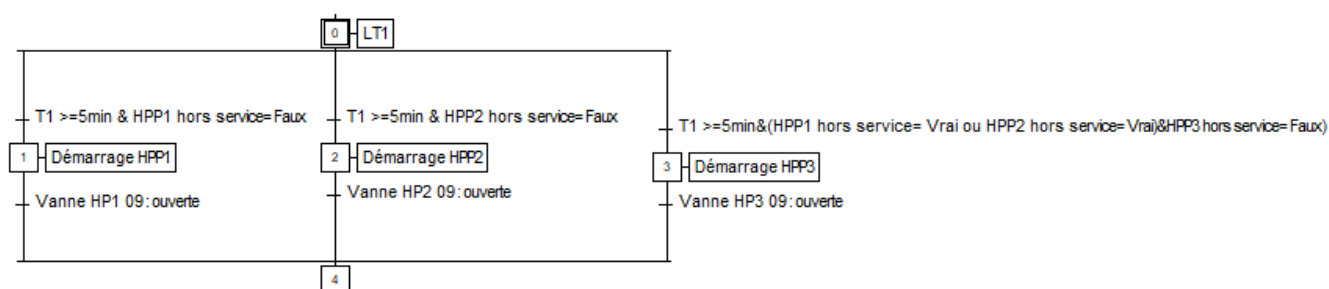 0 LT1
T1 >=5min & HPP1 hors service=Faux
T1 >=5min & HPP2 hors service=Faux
T1 >=5min&(HPP1 hors service= Vrai ou HPP2 hors service=Vrai)&HPP3 hors service=Faux)
1 Démarrage HPP1
2 Démarrage HPP2
3 Démarrage HPP3
Vanne HP1 09: ouverte
Vanne HP2 09: ouverte
Vanne HP3 09: ouverte
4